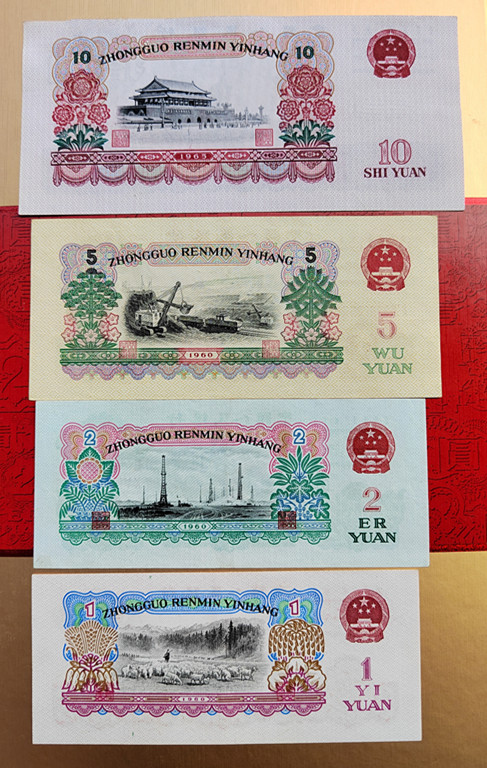 10 ZHONGGUO RENMIN YINHANG 10
1965
10
SHI YUAN
5 ZHONGGUO RENMIN YINHANG 5
1960
5
WU
YUAN
2 ZHONGGUO RENMIN YINHANG 2
1960
2
ER
YUAN
1 ZHONGGUO RENMIN YINHANG 1
1960
1
YI
YUAN